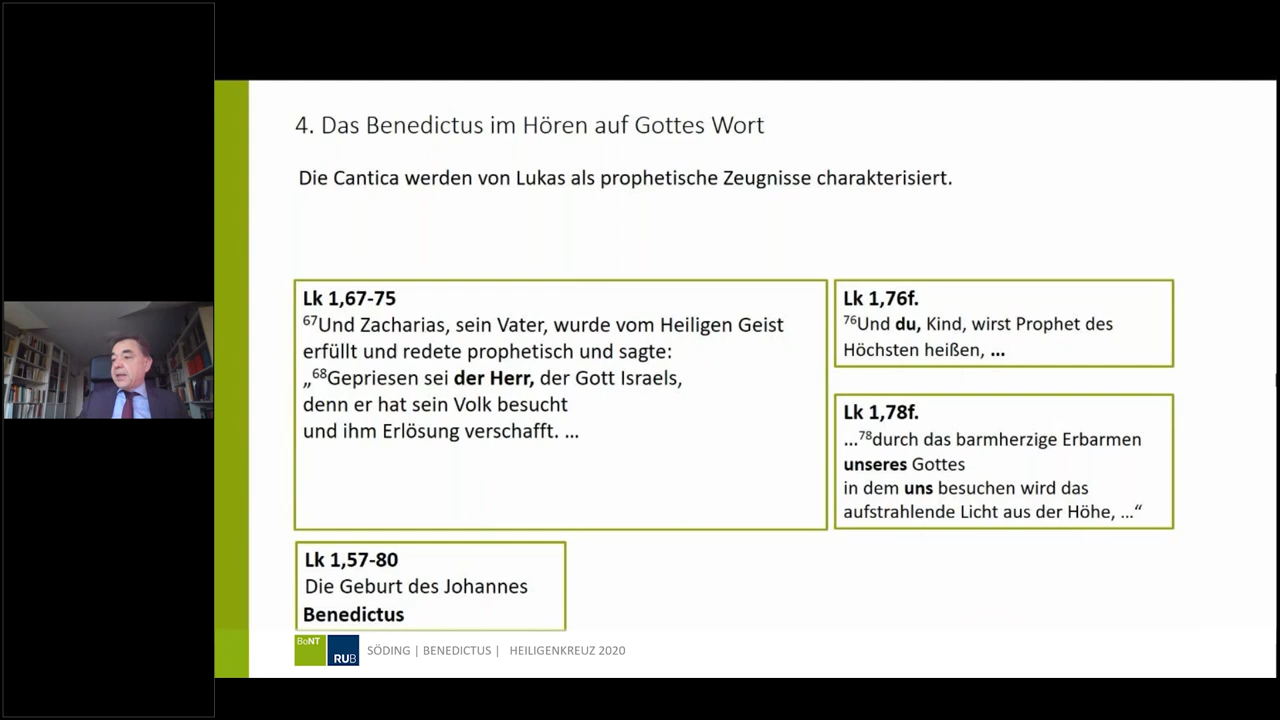 4. Das Benedictus im Hören auf Gottes Wort
Die Cantica werden von Lukas als prophetische Zeugnisse charakterisiert.
Lk 1,67-75
⁶⁷Und Zacharias, sein Vater, wurde vom Heiligen Geist
erfüllt und redete prophetisch und sagte:
„⁶⁸Gepriesen sei der Herr, der Gott Israels,
denn er hat sein Volk besucht
und ihm Erlösung verschafft. ...
Lk 1,76f.
⁷⁶Und du, Kind, wirst Prophet des
Höchsten heißen, ...
Lk 1,78f.
...⁷⁸durch das barmherzige Erbarmen
unseres Gottes
in dem uns besuchen wird das
aufstrahlende Licht aus der Höhe, ...“
Lk 1,57-80
Die Geburt des Johannes
Benedictus
BoNT
RUB
SÖDING | BENEDICTUS | HEILIGENKREUZ 2020